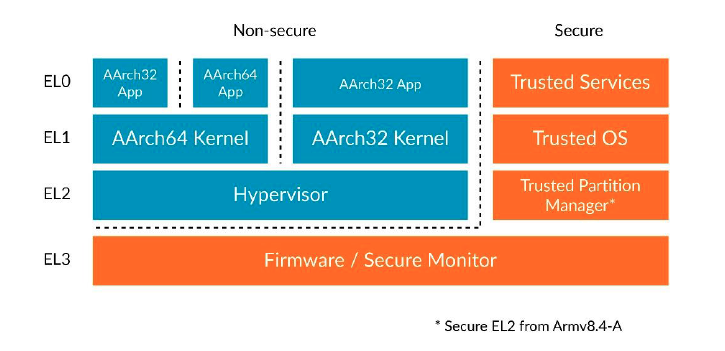 Non-secure
Secure
EL0
AArch32
App
AArch64
App
AArch32 App
Trusted Services
EL1
AArch64 Kernel
AArch32 Kernel
Trusted OS
EL2
Hypervisor
Trusted Partition
Manager*
EL3
Firmware / Secure Monitor
* Secure EL2 from Armv8.4-A